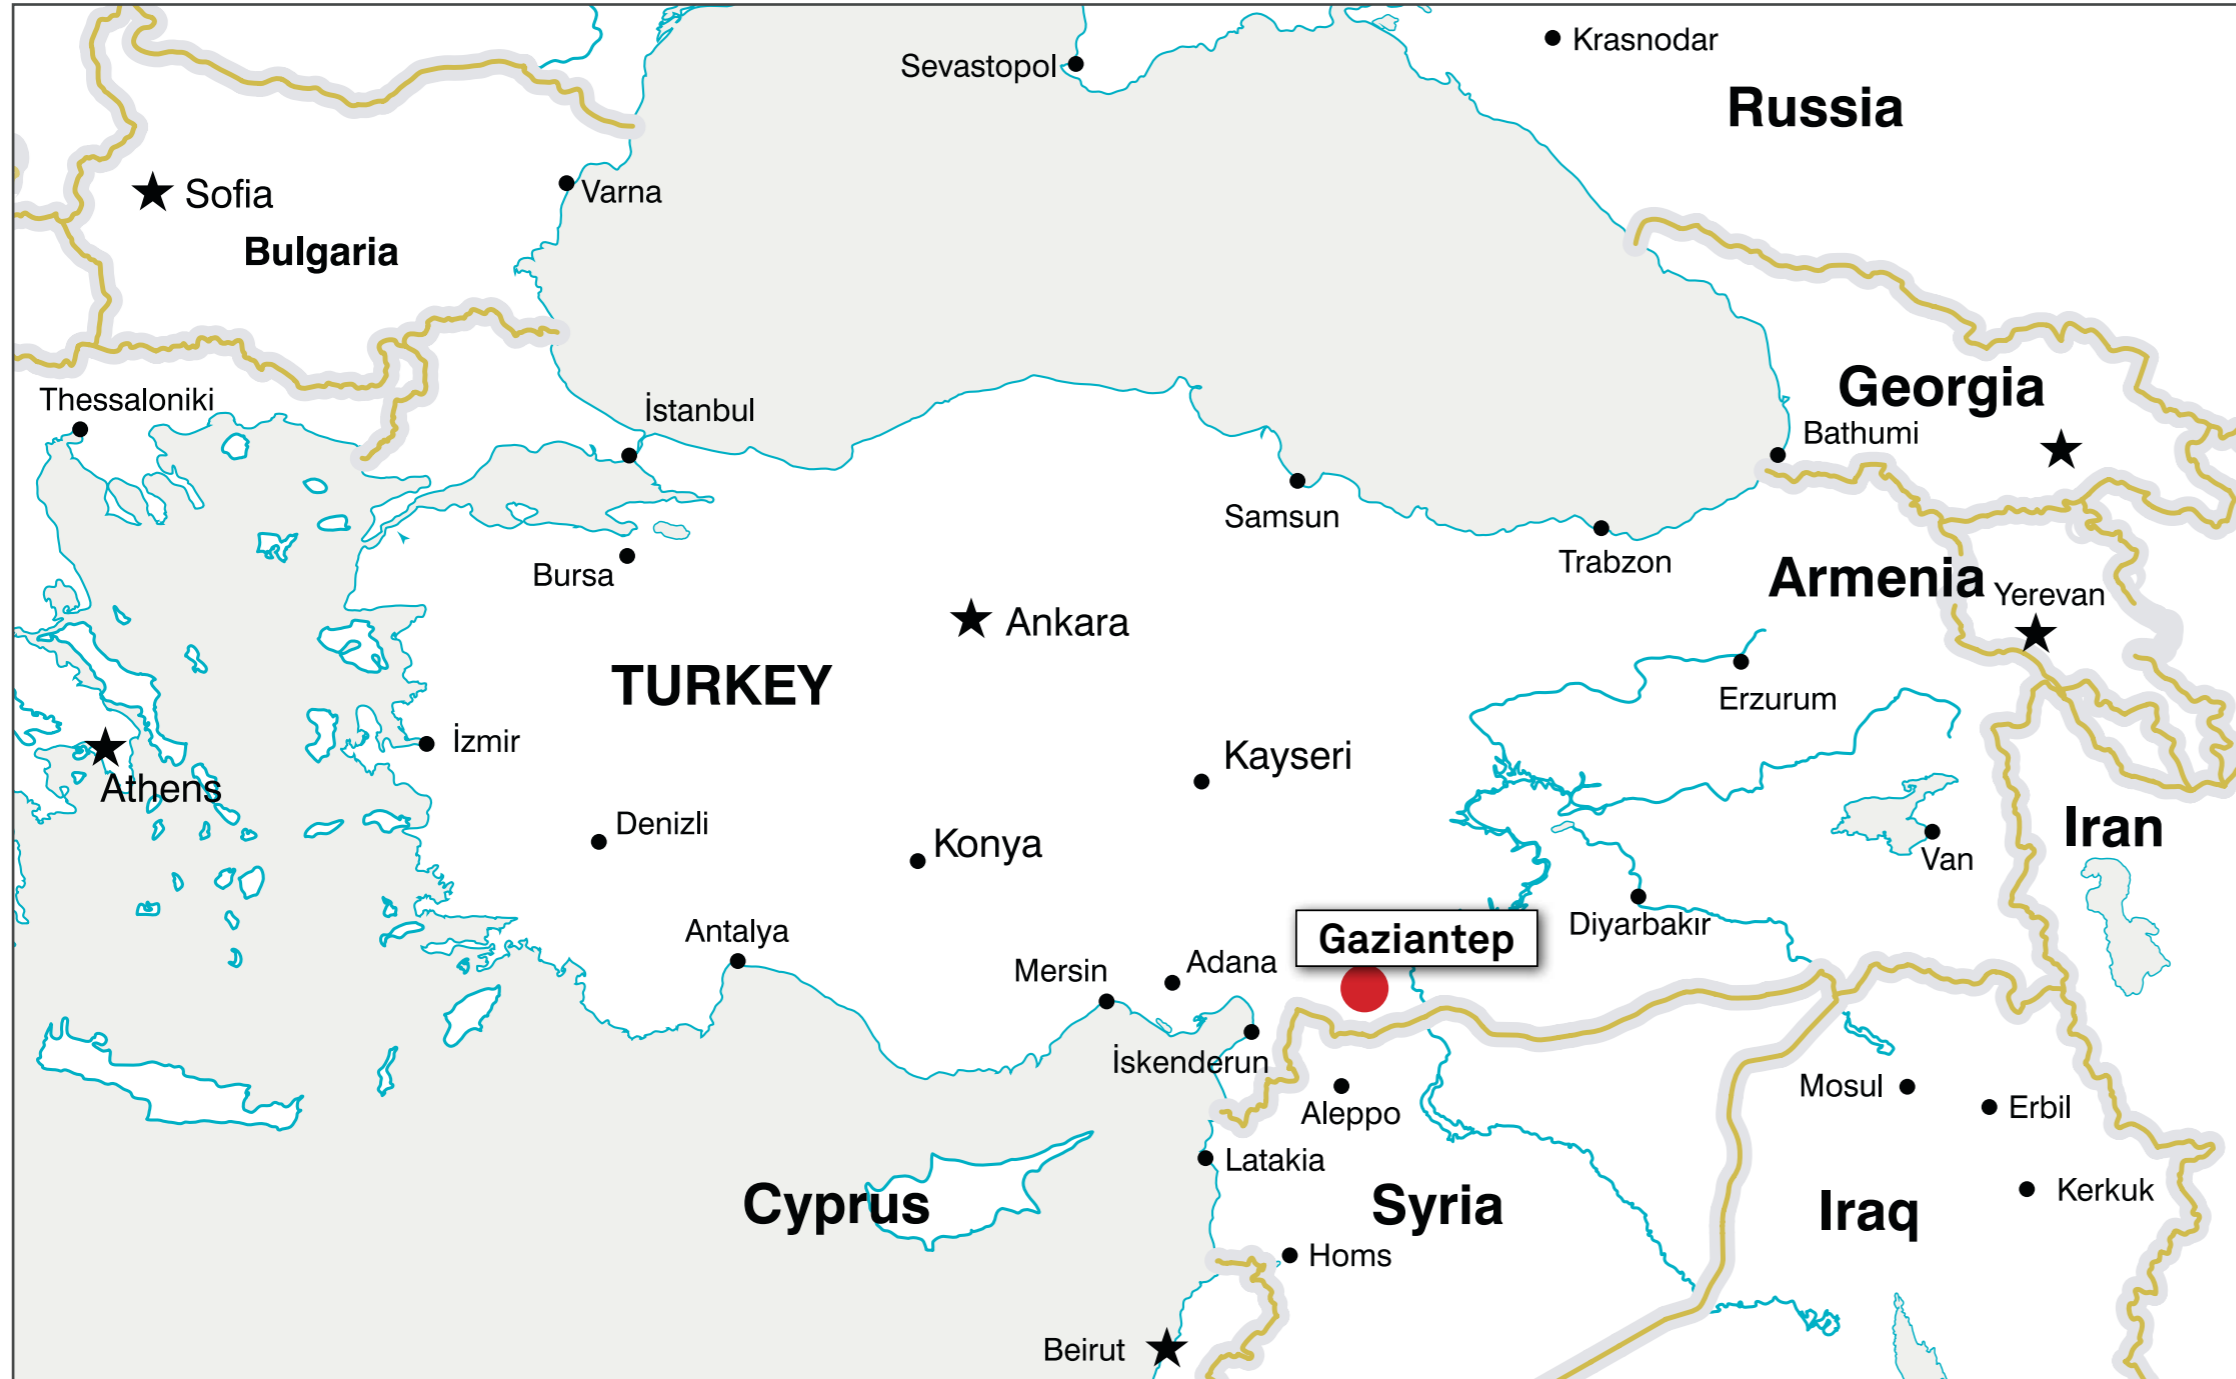 Krasnodar
Sevastopol
Russia
Varna
Sofia
Bulgaria
Georgia
Thessaloniki
İstanbul
Bathumi
Samsun
Trabzon
Bursa
Armenia
Yerevan
Ankara
TURKEY
Erzurum
İzmir
Kayseri
Athens
Denizli
Konya
Iran
Van
Antalya
Diyarbakır
Gaziantep
Mersin
Adana
İskenderun
Mosul
Aleppo
Erbil
Latakia
Kerkuk
Cyprus
Syria
Iraq
Homs
Beirut